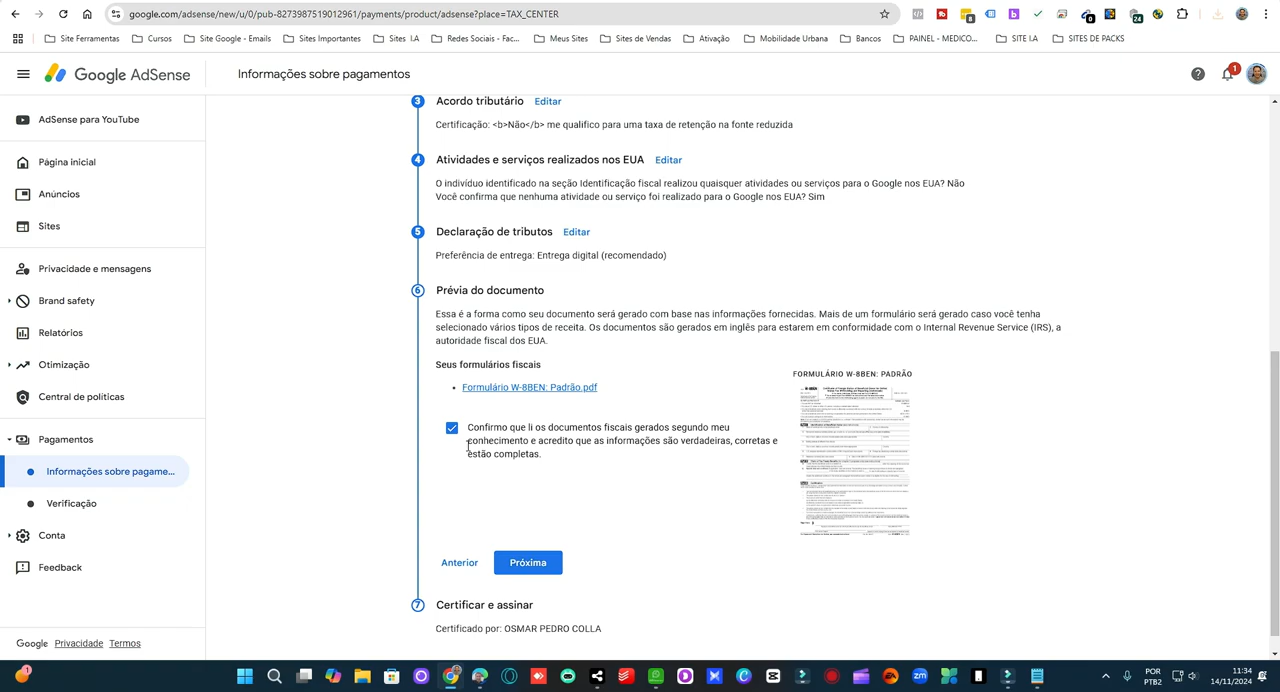 google.com/adsense/new/u/0/pub-8273987519012961/payments/product/adsense?place=TAX_CENTER
Site Ferramentas
Cursos
Site Google - Emails
Sites Importantes
Sites I.A
Redes Sociais - Fac...
Meus Sites
Sites de Vendas
Ativação
Mobilidade Urbana
Bancos
PAINEL - MEDICO...
SITE I.A
SITES DE PACKS
Google AdSense
Informações sobre pagamentos
AdSense para YouTube
Página inicial
Anúncios
Sites
Privacidade e mensagens
Brand safety
Relatórios
Otimização
Central de políticas
Pagamentos
Informações sobre
Verificação
Conta
Feedback
Google Privacidade Termos
3 Acordo tributário Editar
Certificação: <b>Não</b> me qualifico para uma taxa de retenção na fonte reduzida
4 Atividades e serviços realizados nos EUA Editar
O indivíduo identificado na seção Identificação fiscal realizou quaisquer atividades ou serviços para o Google nos EUA? Não
Você confirma que nenhuma atividade ou serviço foi realizado para o Google nos EUA? Sim
5 Declaração de tributos Editar
Preferência de entrega: Entrega digital (recomendado)
6 Prévia do documento
Essa é a forma como seu documento será gerado com base nas informações fornecidas. Mais de um formulário será gerado caso você tenha
selecionado vários tipos de receita. Os documentos são gerados em inglês para estarem em conformidade com o Internal Revenue Service (IRS), a
autoridade fiscal dos EUA.
Seus formulários fiscais
Formulário W-8BEN: Padrão.pdf
FORMULÁRIO W-8BEN: PADRÃO
Confirmo que li os documentos fiscais gerados segundo meu
conhecimento e acredito que as informações são verdadeiras, corretas e
estão completas.
Anterior
Próxima
7 Certificar e assinar
Certificado por: OSMAR PEDRO COLLA
POR
PTB2
11:34
14/11/2024